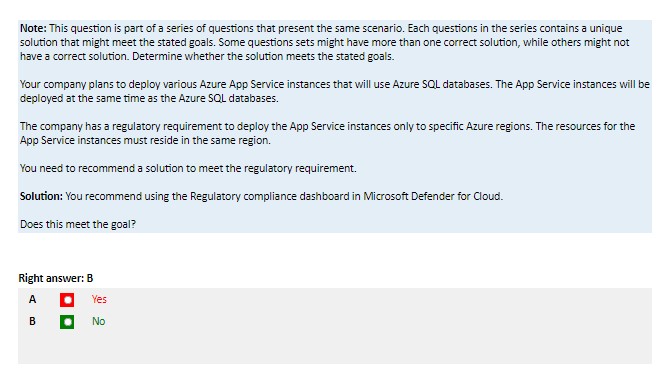 Note: This question is part of a series of questions that present the same scenario. Each questions in the series contains a unique
solution that might meet the stated goals. Some questions sets might have more than one correct solution, while others might not
have a correct solution. Determine whether the solution meets the stated goals.
Your company plans to deploy various Azure App Service instances that will use Azure SQL databases. The App Service instances will be
deployed at the same time as the Azure SQL databases.
The company has a regulatory requirement to deploy the App Service instances only to specific Azure regions. The resources for the
App Service instances must reside in the same region.
You need to recommend a solution to meet the regulatory requirement.
Solution: You recommend using the Regulatory compliance dashboard in Microsoft Defender for Cloud.
Does this meet the goal?
Right answer: B
A Yes
B No